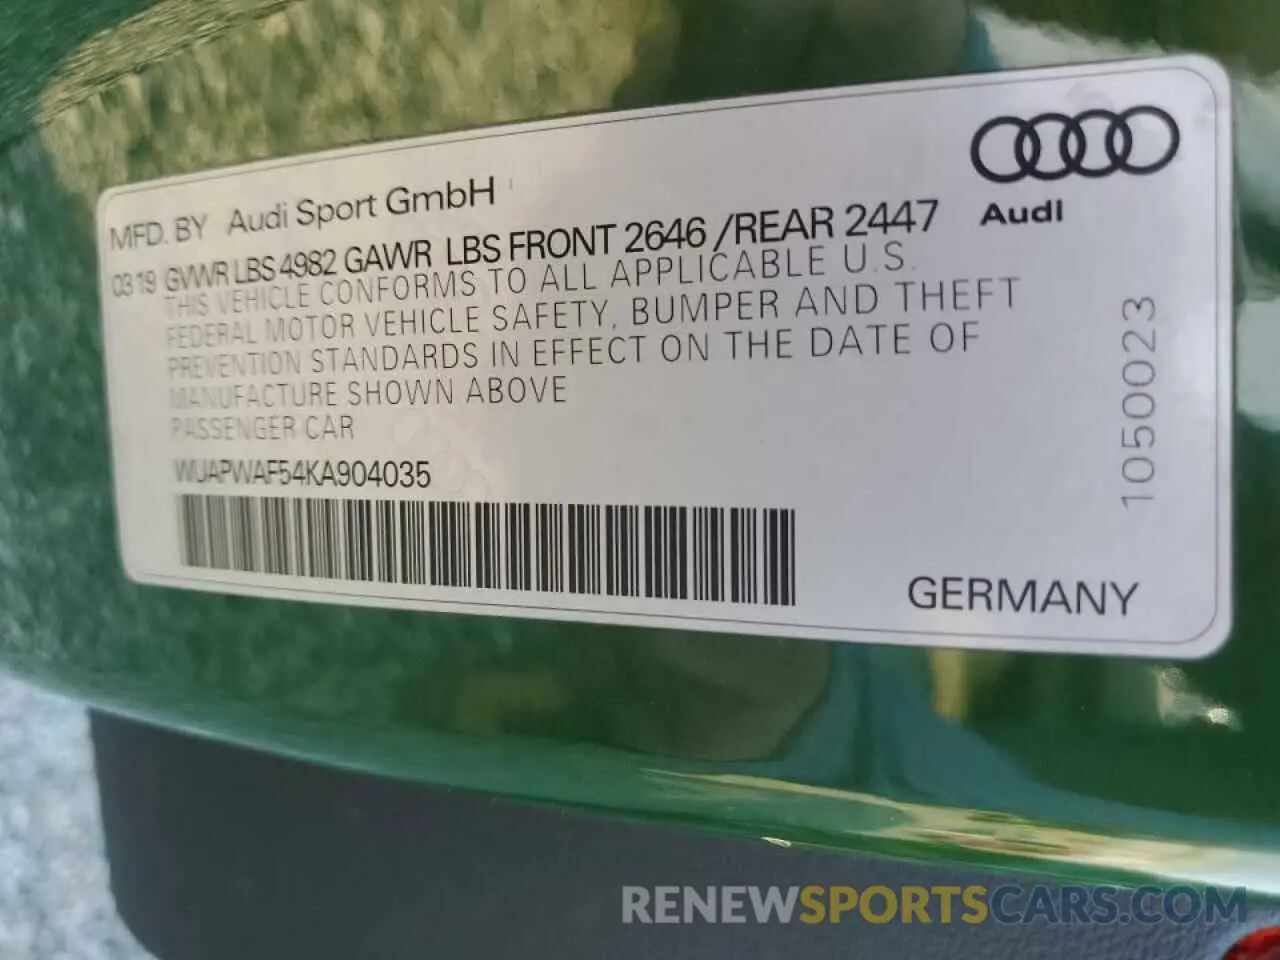 MFD. BY Audi Sport GmbH
Audi
03 19 GVWR LBS 4982 GAWR LBS FRONT 2646 /REAR 2447
THIS VEHICLE CONFORMS TO ALL APPLICABLE U.S.
FEDERAL MOTOR VEHICLE SAFETY, BUMPER AND THEFT
PREVENTION STANDARDS IN EFFECT ON THE DATE OF
MANUFACTURE SHOWN ABOVE
PASSENGER CAR
WUAPWAF54KA904035
1050023
GERMANY
RENEWSPORTSCARS.COM